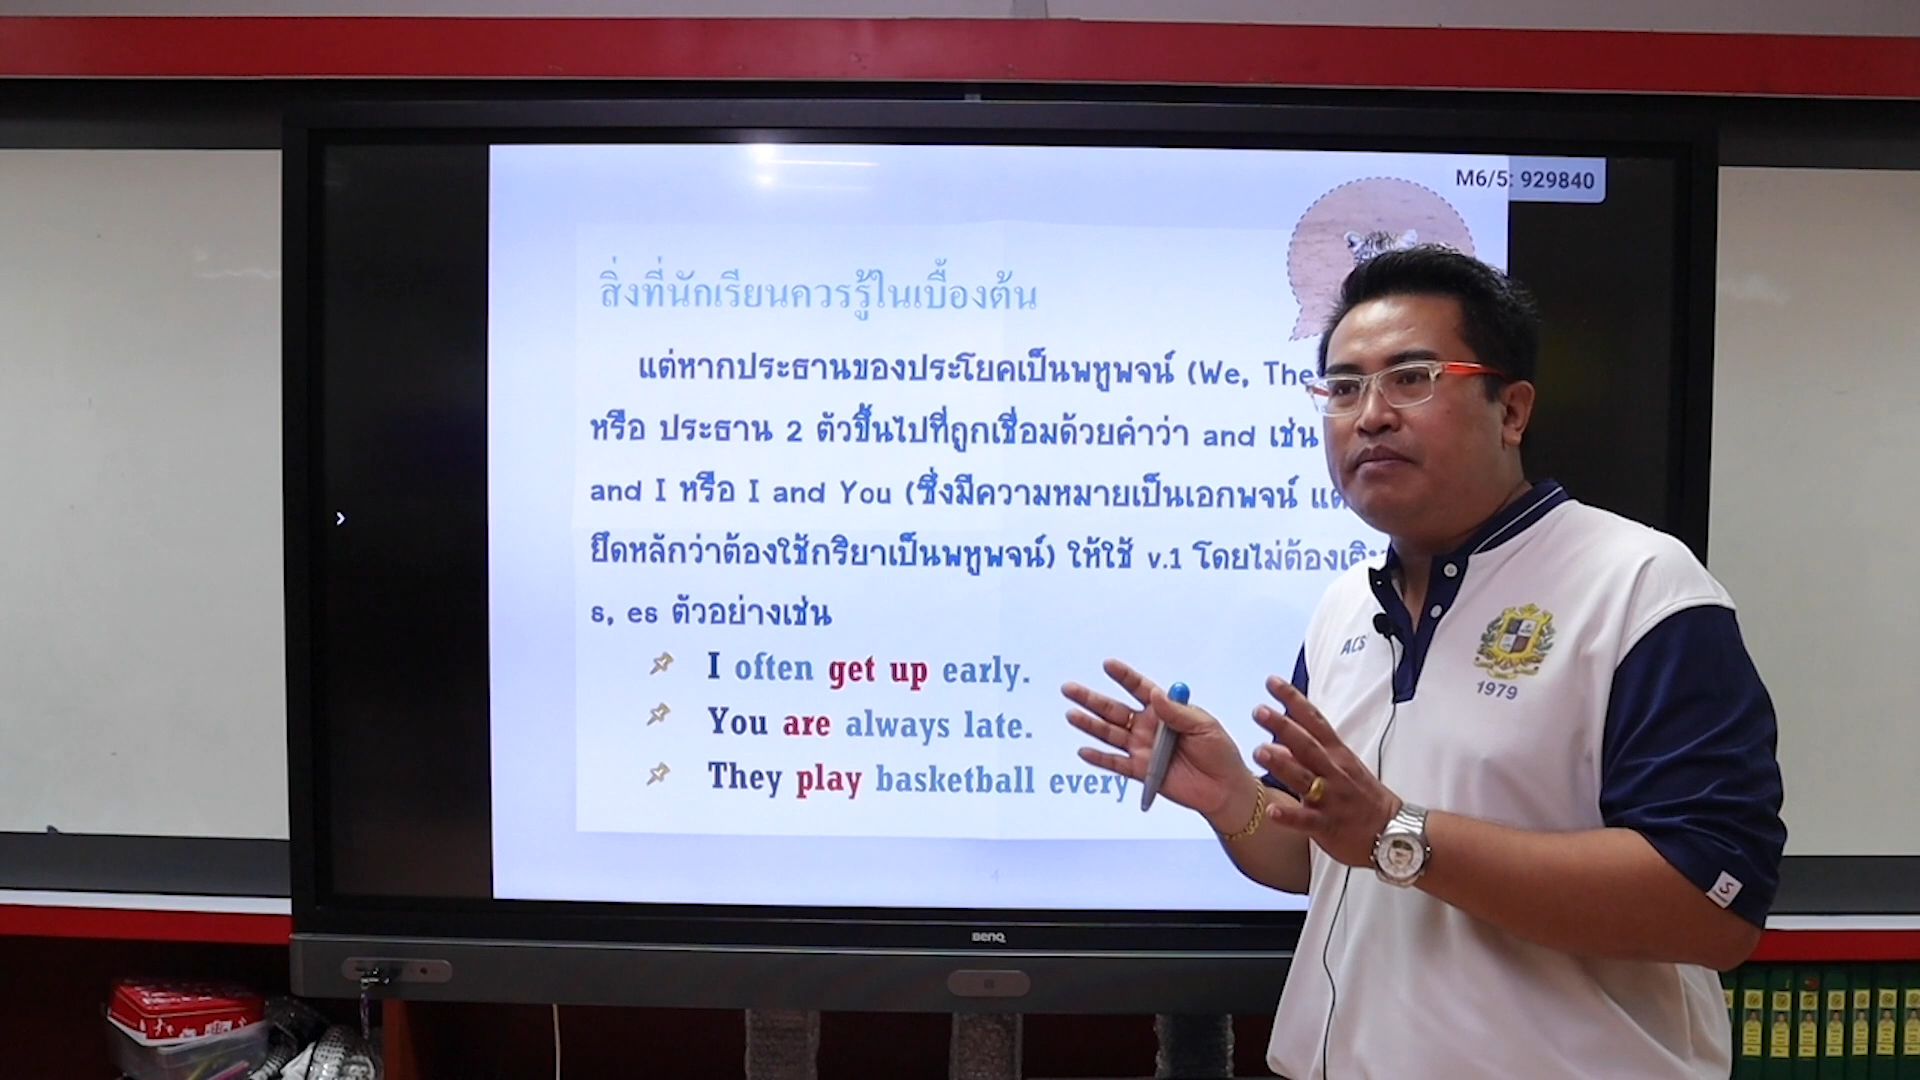 M6/5: 929840
สิ่งที่นักเรียนควรรู้ในเบื้องต้น
แต่หากประธานของประโยคเป็นพหูพจน์ (We,
หรือ ประธาน 2 ตัวขึ้นไปที่ถูกเชื่อมด้วยคำว่า and เช่น
and I หรือ I and You (ซึ่งมีความหมายเป็นเอกพจน์
ยึดหลักว่าต้องใช้กริยาเป็นพหูพจน์) ให้ใช้ v.1 โดยไม่ต้อง
s, es ตัวอย่างเช่น
I often get up early.
You are always late.
They play basketball every
4
BenQ
ACS
1979